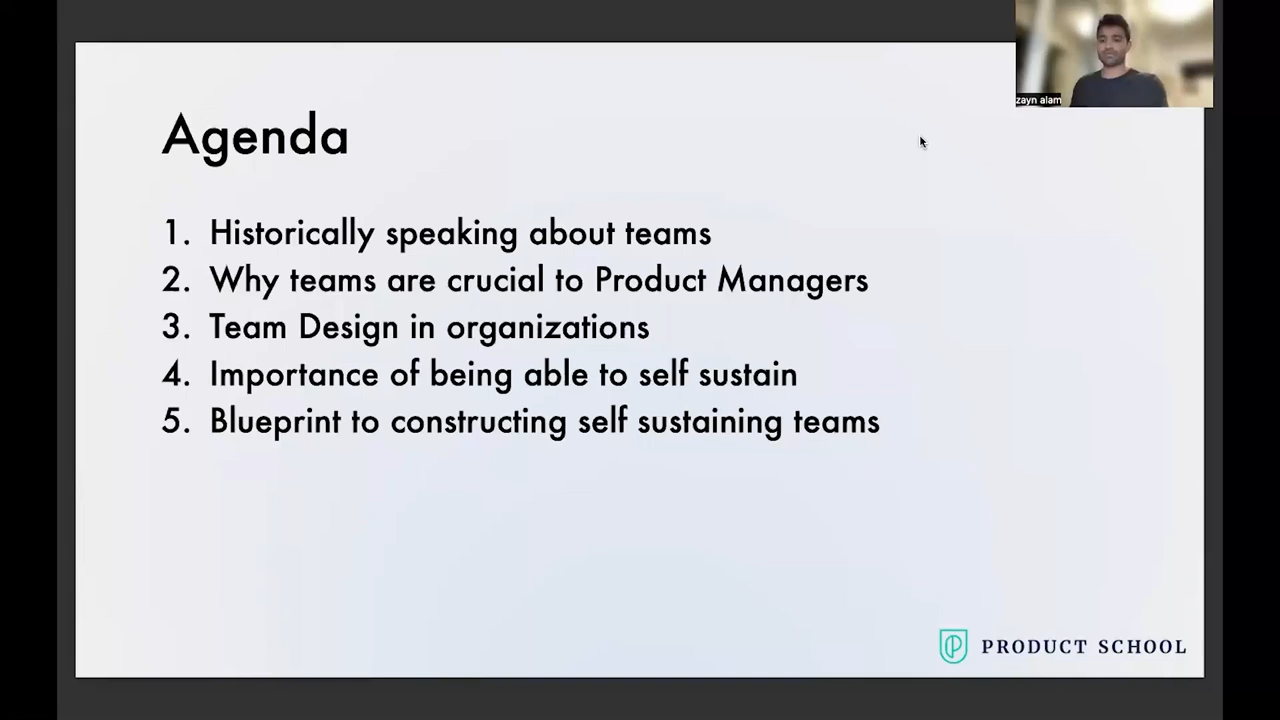 zayn alam
Agenda
1. Historically speaking about teams
2. Why teams are crucial to Product Managers
3. Team Design in organizations
4. Importance of being able to self sustain
5. Blueprint to constructing self sustaining teams
PRODUCT SCHOOL